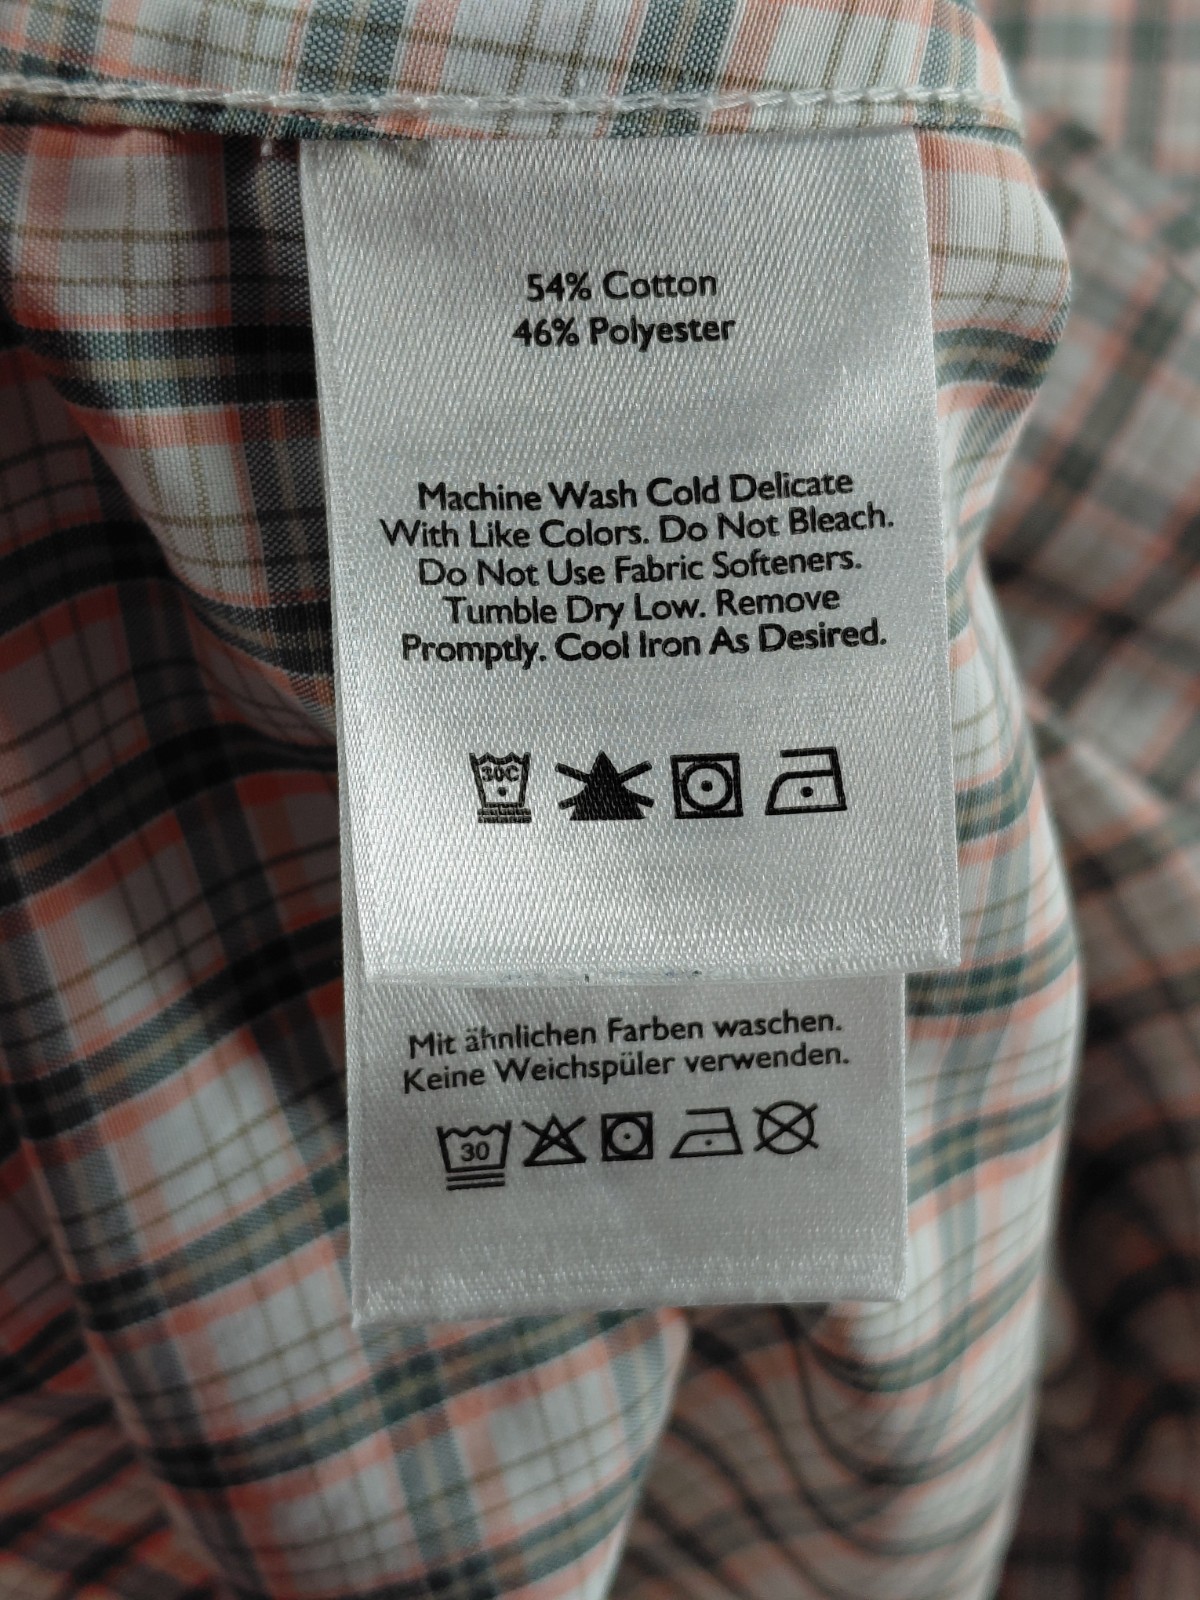 54% Cotton
46% Polyester
Machine Wash Cold Delicate
With Like Colors. Do Not Bleach.
Do Not Use Fabric Softeners.
Tumble Dry Low. Remove
Promptly. Cool Iron As Desired.
30C
Mit ähnlichen Farben waschen.
Keine Weichspüler verwenden.
30